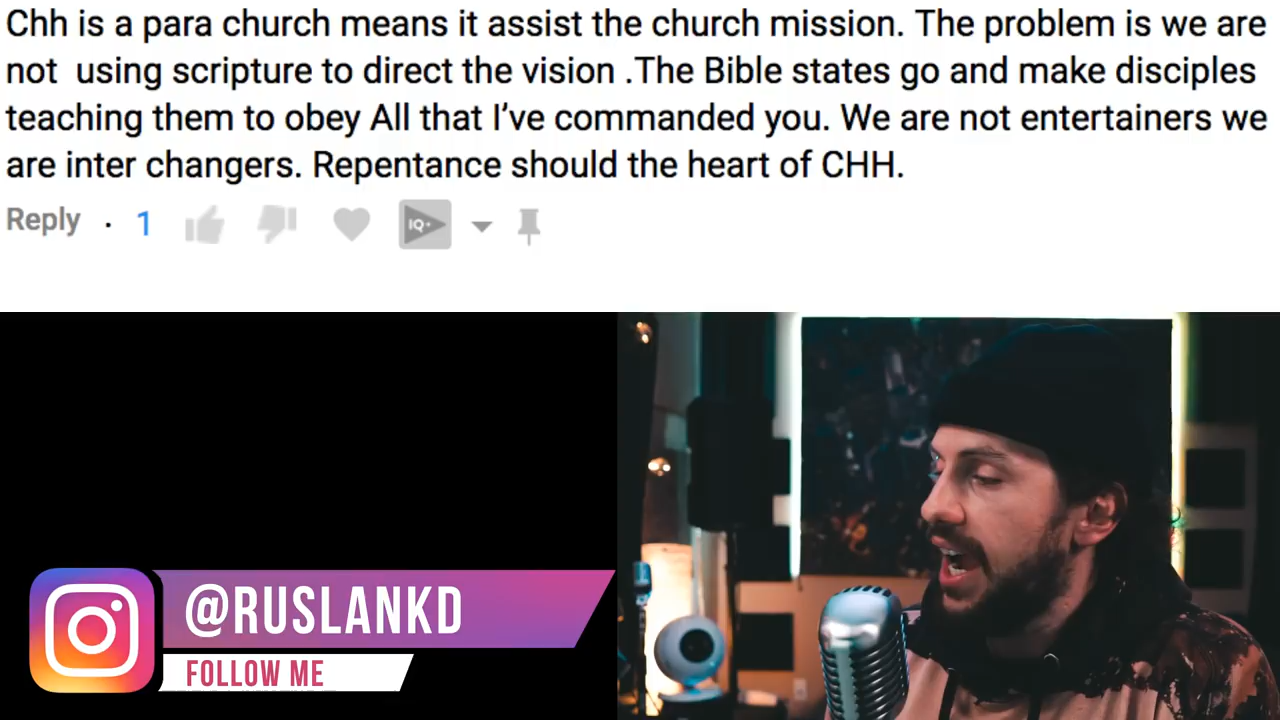 Chh is a para church means it assist the church mission. The problem is we are
not using scripture to direct the vision .The Bible states go and make disciples
teaching them to obey All that I’ve commanded you. We are not entertainers we
are inter changers. Repentance should the heart of CHH.
Reply · 1
IQ+
@RUSLANKD
FOLLOW ME